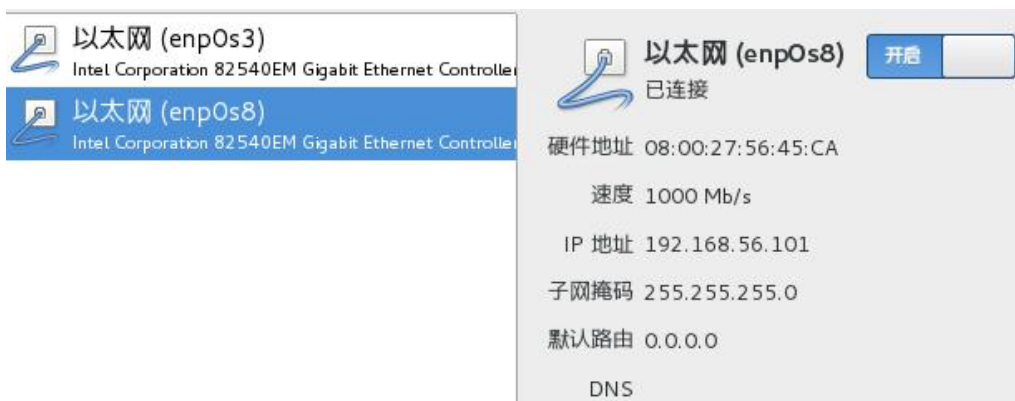 以太网 (enp0s3)
Intel Corporation 82540EM Gigabit Ethernet Controller
以太网 (enp0s8)
Intel Corporation 82540EM Gigabit Ethernet Controller
以太网 (enp0s8)
开启
已连接
硬件地址 08:00:27:56:45:CA
速度 1000 Mb/s
IP 地址 192.168.56.101
子网掩码 255.255.255.0
默认路由 0.0.0.0
DNS